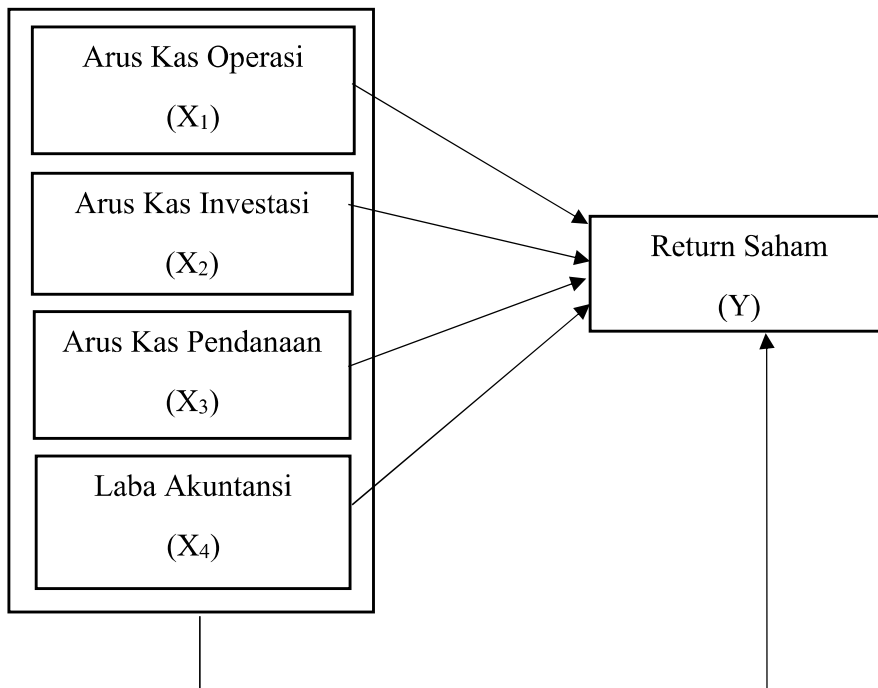 Arus Kas Operasi
(X₁)
Arus Kas Investasi
(X₂)
Arus Kas Pendanaan
(X₃)
Laba Akuntansi
(X₄)
Return Saham
(Y)